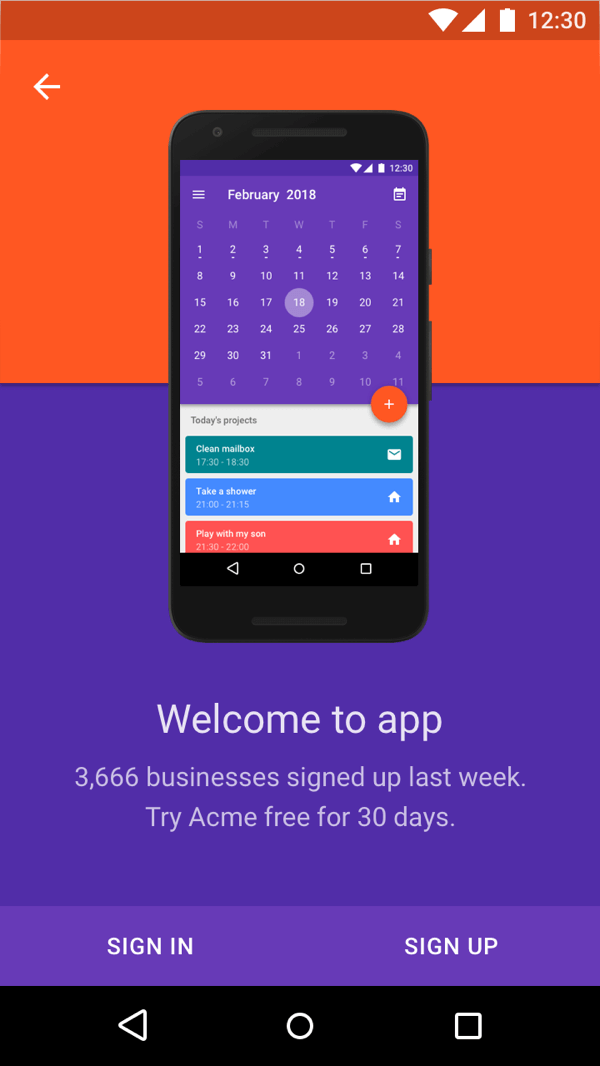 12:30
12:30
February 2018
S M T W T F S
1 2 3 4 5 6 7
8 9 10 11 12 13 14
15 16 17 18 19 20 21
22 23 24 25 26 27 28
29 30 31 1 2 3 4
5 6 7 8 9 10 11
+
Today's projects
Clean mailbox
17:30 - 18:30
Take a shower
21:00 - 21:15
Play with my son
21:30 - 22:00
Welcome to app
3,666 businesses signed up last week.
Try Acme free for 30 days.
SIGN IN SIGN UP